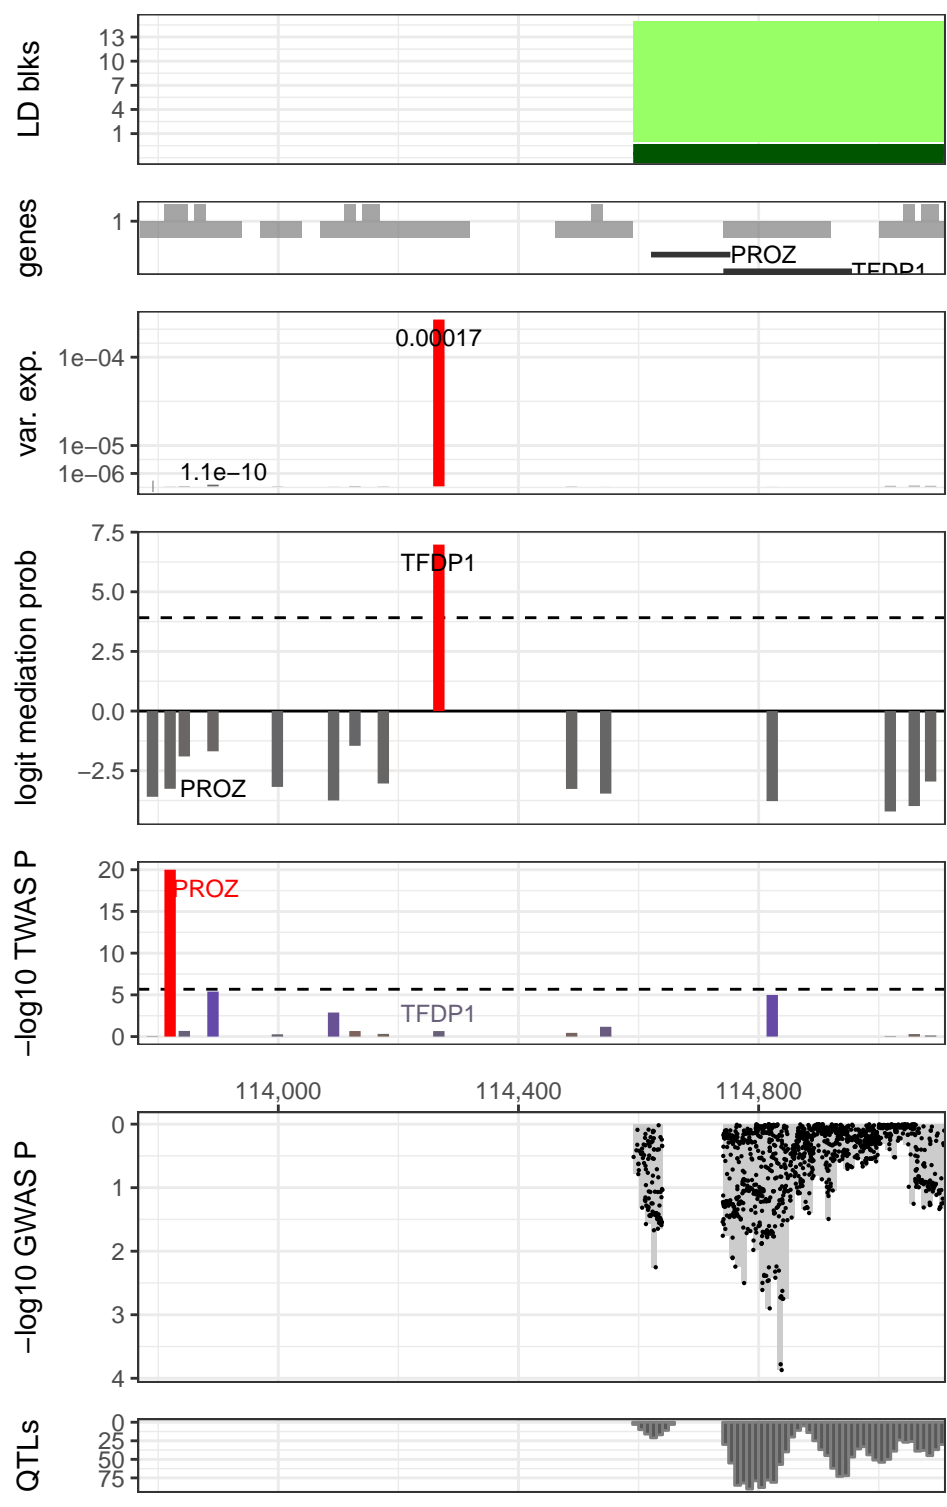 LD blks
13
10
7
4
1
genes
1
PROZ
TFDP1
var. exp.
1e−04
1e−05
1e−06
0.00017
1.1e−10
logit mediation prob
7.5
5.0
2.5
0.0
−2.5
TFDP1
PROZ
−log10 TWAS P
20
15
10
5
0
PROZ
TFDP1
114,000 114,400 114,800
−log10 GWAS P
0
1
2
3
4
QTLs
0
25
50
75